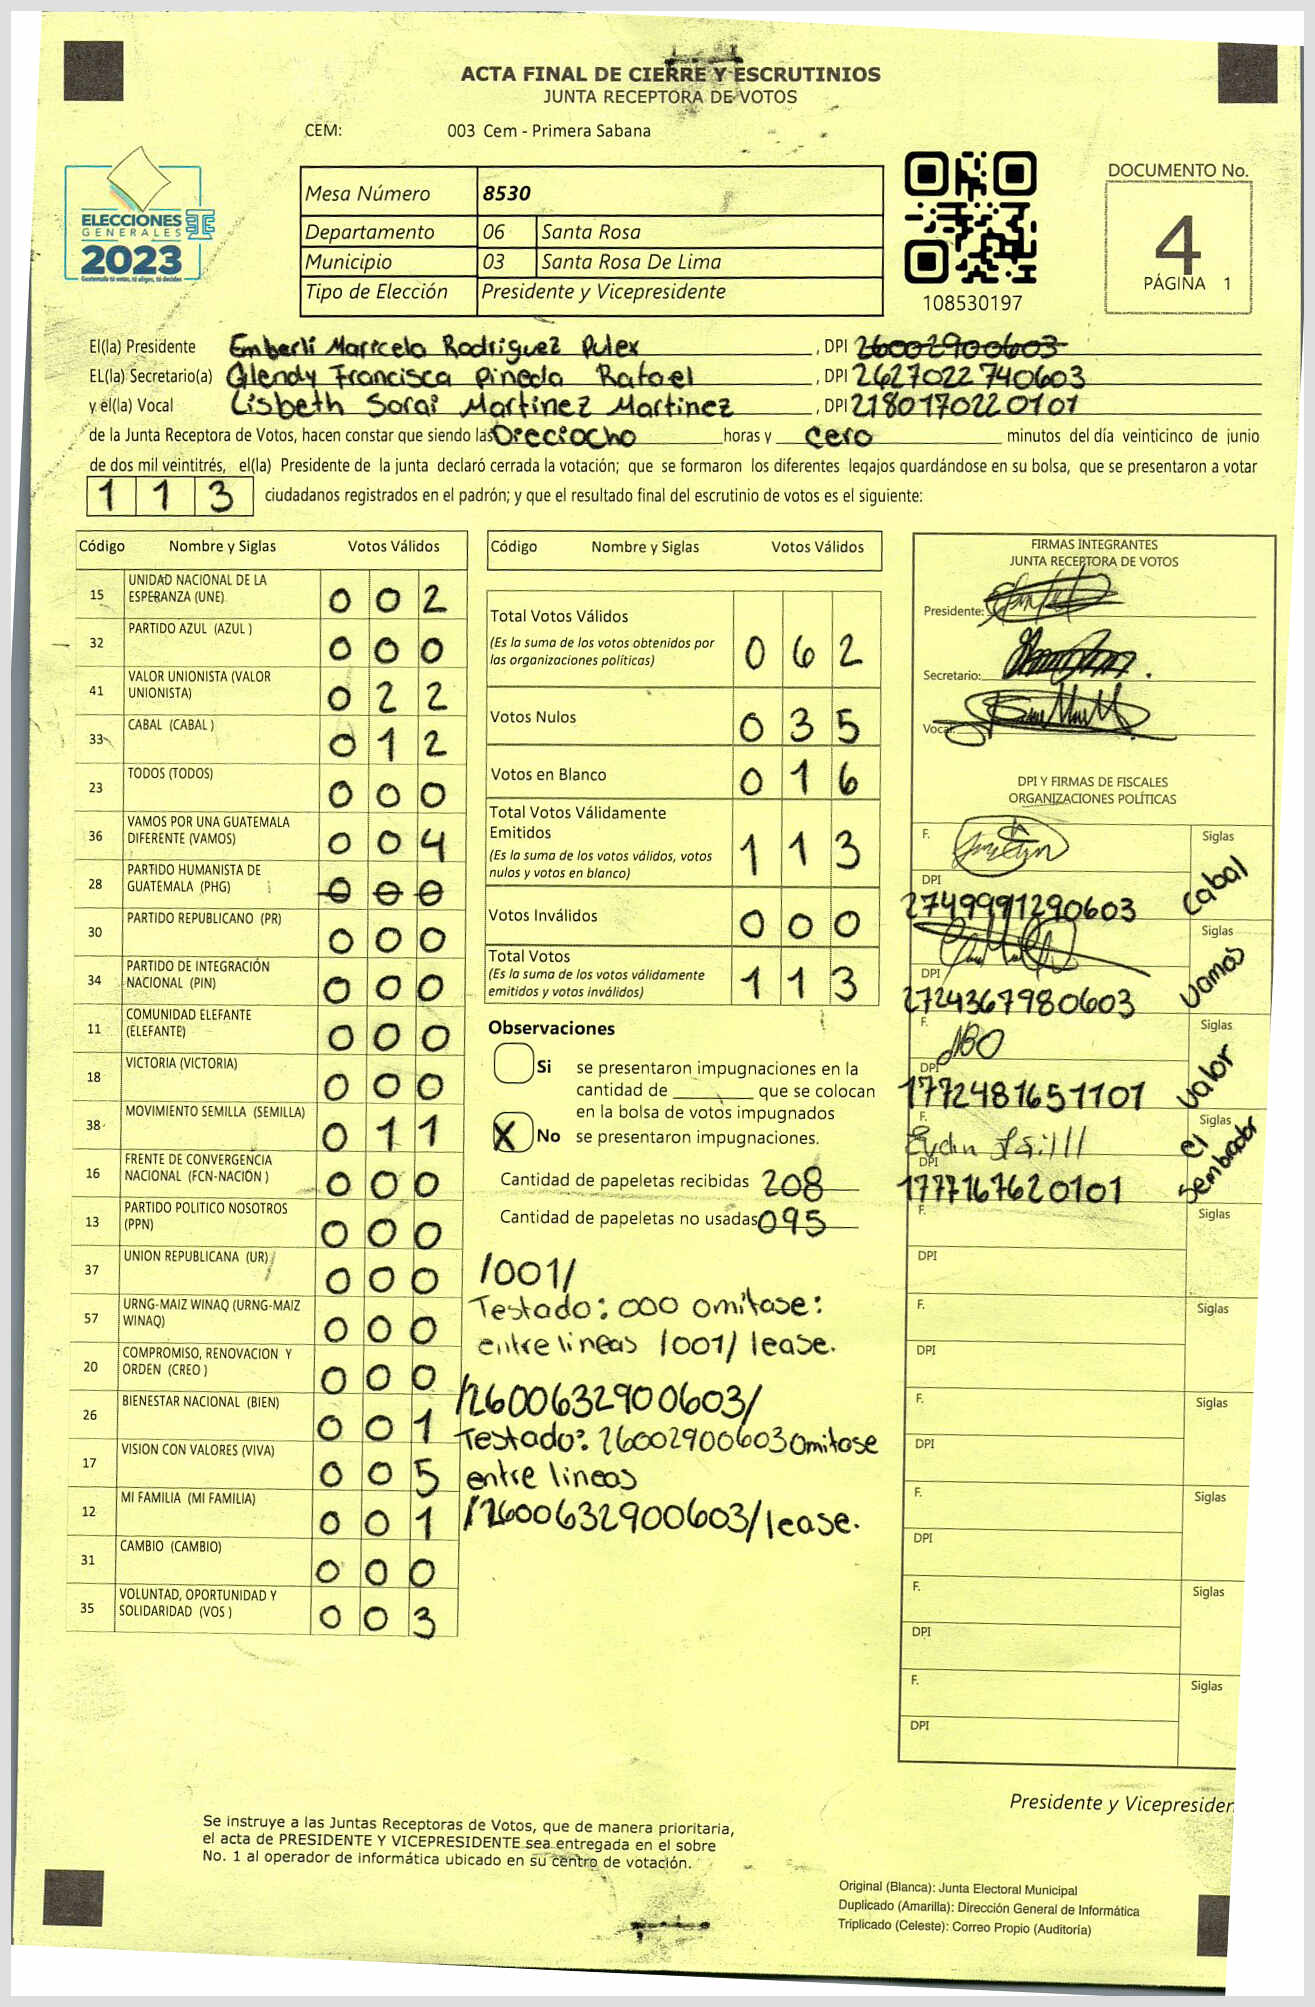 ACTA FINAL DE CIERRE Y ESCRUTINIOS
JUNTA RECEPTORA DE VOTOS
CEM: 003 Cem - Primera Sabana
ELECCIONES
GENERALES
2023
Guatemala tú votas, tú eliges, tú decides
Mesa Número 8530
Departamento 06 Santa Rosa
Municipio 03 Santa Rosa De Lima
Tipo de Elección Presidente y Vicepresidente
108530197
DOCUMENTO No.
4
PÁGINA 1
El(la) Presidente Emberli Maricela Rodriguez Pulex , DPI 26002900603
EL(la) Secretario(a) Glendy Francisca Pineda Rafael , DPI 2627022740603
y el(la) Vocal Lisbeth Sarai Martinez Martinez , DPI 2180170220101
de la Junta Receptora de Votos, hacen constar que siendo las Dieciocho horas y cero minutos del día veinticinco de junio
de dos mil veintitrés, el(la) Presidente de la junta declaró cerrada la votación; que se formaron los diferentes legajos guardándose en su bolsa, que se presentaron a votar
1 1 3 ciudadanos registrados en el padrón; y que el resultado final del escrutinio de votos es el siguiente:
Código Nombre y Siglas Votos Válidos
15 UNIDAD NACIONAL DE LA ESPERANZA (UNE) 0 0 2
32 PARTIDO AZUL (AZUL ) 0 0 0
41 VALOR UNIONISTA (VALOR UNIONISTA) 0 2 2
33 CABAL (CABAL ) 0 1 2
23 TODOS (TODOS) 0 0 0
36 VAMOS POR UNA GUATEMALA DIFERENTE (VAMOS) 0 0 4
28 PARTIDO HUMANISTA DE GUATEMALA (PHG) 0 0 0
30 PARTIDO REPUBLICANO (PR) 0 0 0
34 PARTIDO DE INTEGRACIÓN NACIONAL (PIN) 0 0 0
11 COMUNIDAD ELEFANTE (ELEFANTE) 0 0 0
18 VICTORIA (VICTORIA) 0 0 0
38 MOVIMIENTO SEMILLA (SEMILLA) 0 1 1
16 FRENTE DE CONVERGENCIA NACIONAL (FCN-NACION ) 0 0 0
13 PARTIDO POLITICO NOSOTROS (PPN) 0 0 0
37 UNION REPUBLICANA (UR) 0 0 0
57 URNG-MAIZ WINAQ (URNG-MAIZ WINAQ) 0 0 0
20 COMPROMISO, RENOVACION Y ORDEN (CREO ) 0 0 0
26 BIENESTAR NACIONAL (BIEN) 0 0 1
17 VISION CON VALORES (VIVA) 0 0 5
12 MI FAMILIA (MI FAMILIA) 0 0 1
31 CAMBIO (CAMBIO) 0 0 0
35 VOLUNTAD, OPORTUNIDAD Y SOLIDARIDAD (VOS ) 0 0 3
Código Nombre y Siglas Votos Válidos
Total Votos Válidos 0 6 2
(Es la suma de los votos obtenidos por
las organizaciones políticas)
Votos Nulos 0 3 5
Votos en Blanco 0 1 6
Total Votos Válidamente
Emitidos 1 1 3
(Es la suma de los votos válidos, votos
nulos y votos en blanco)
Votos Inválidos 0 0 0
Total Votos 1 1 3
(Es la suma de los votos válidamente
emitidos y votos inválidos)
Observaciones
Si se presentaron impugnaciones en la
cantidad de que se colocan
en la bolsa de votos impugnados
X No se presentaron impugnaciones.
Cantidad de papeletas recibidas 208
Cantidad de papeletas no usadas 095
/001/
Testado: 000 omitase:
entre lineas /001/ lease.
/2600632900603/
Testado: 26002900603 omitase
entre lineas
/2600632900603/ lease.
FIRMAS INTEGRANTES
JUNTA RECEPTORA DE VOTOS
Presidente:
Secretario:
Vocal:
DPI Y FIRMAS DE FISCALES
ORGANIZACIONES POLÍTICAS
F. Siglas
DPI Cabal
2749991290603
Siglas
DPI Vamos
2724367980603
F. Siglas
DPI Valor
1772481651101
F. Siglas
DPI El Sembrador
1777167620101
F. Siglas
DPI
F. Siglas
DPI
F. Siglas
DPI
F. Siglas
DPI
F. Siglas
DPI
F. Siglas
DPI
Presidente y Vicepresiden
Se instruye a las Juntas Receptoras de Votos, que de manera prioritaria,
el acta de PRESIDENTE Y VICEPRESIDENTE sea entregada en el sobre
No. 1 al operador de informática ubicado en su centro de votación.
Original (Blanca): Junta Electoral Municipal
Duplicado (Amarilla): Dirección General de Informática
Triplicado (Celeste): Correo Propio (Auditoría)